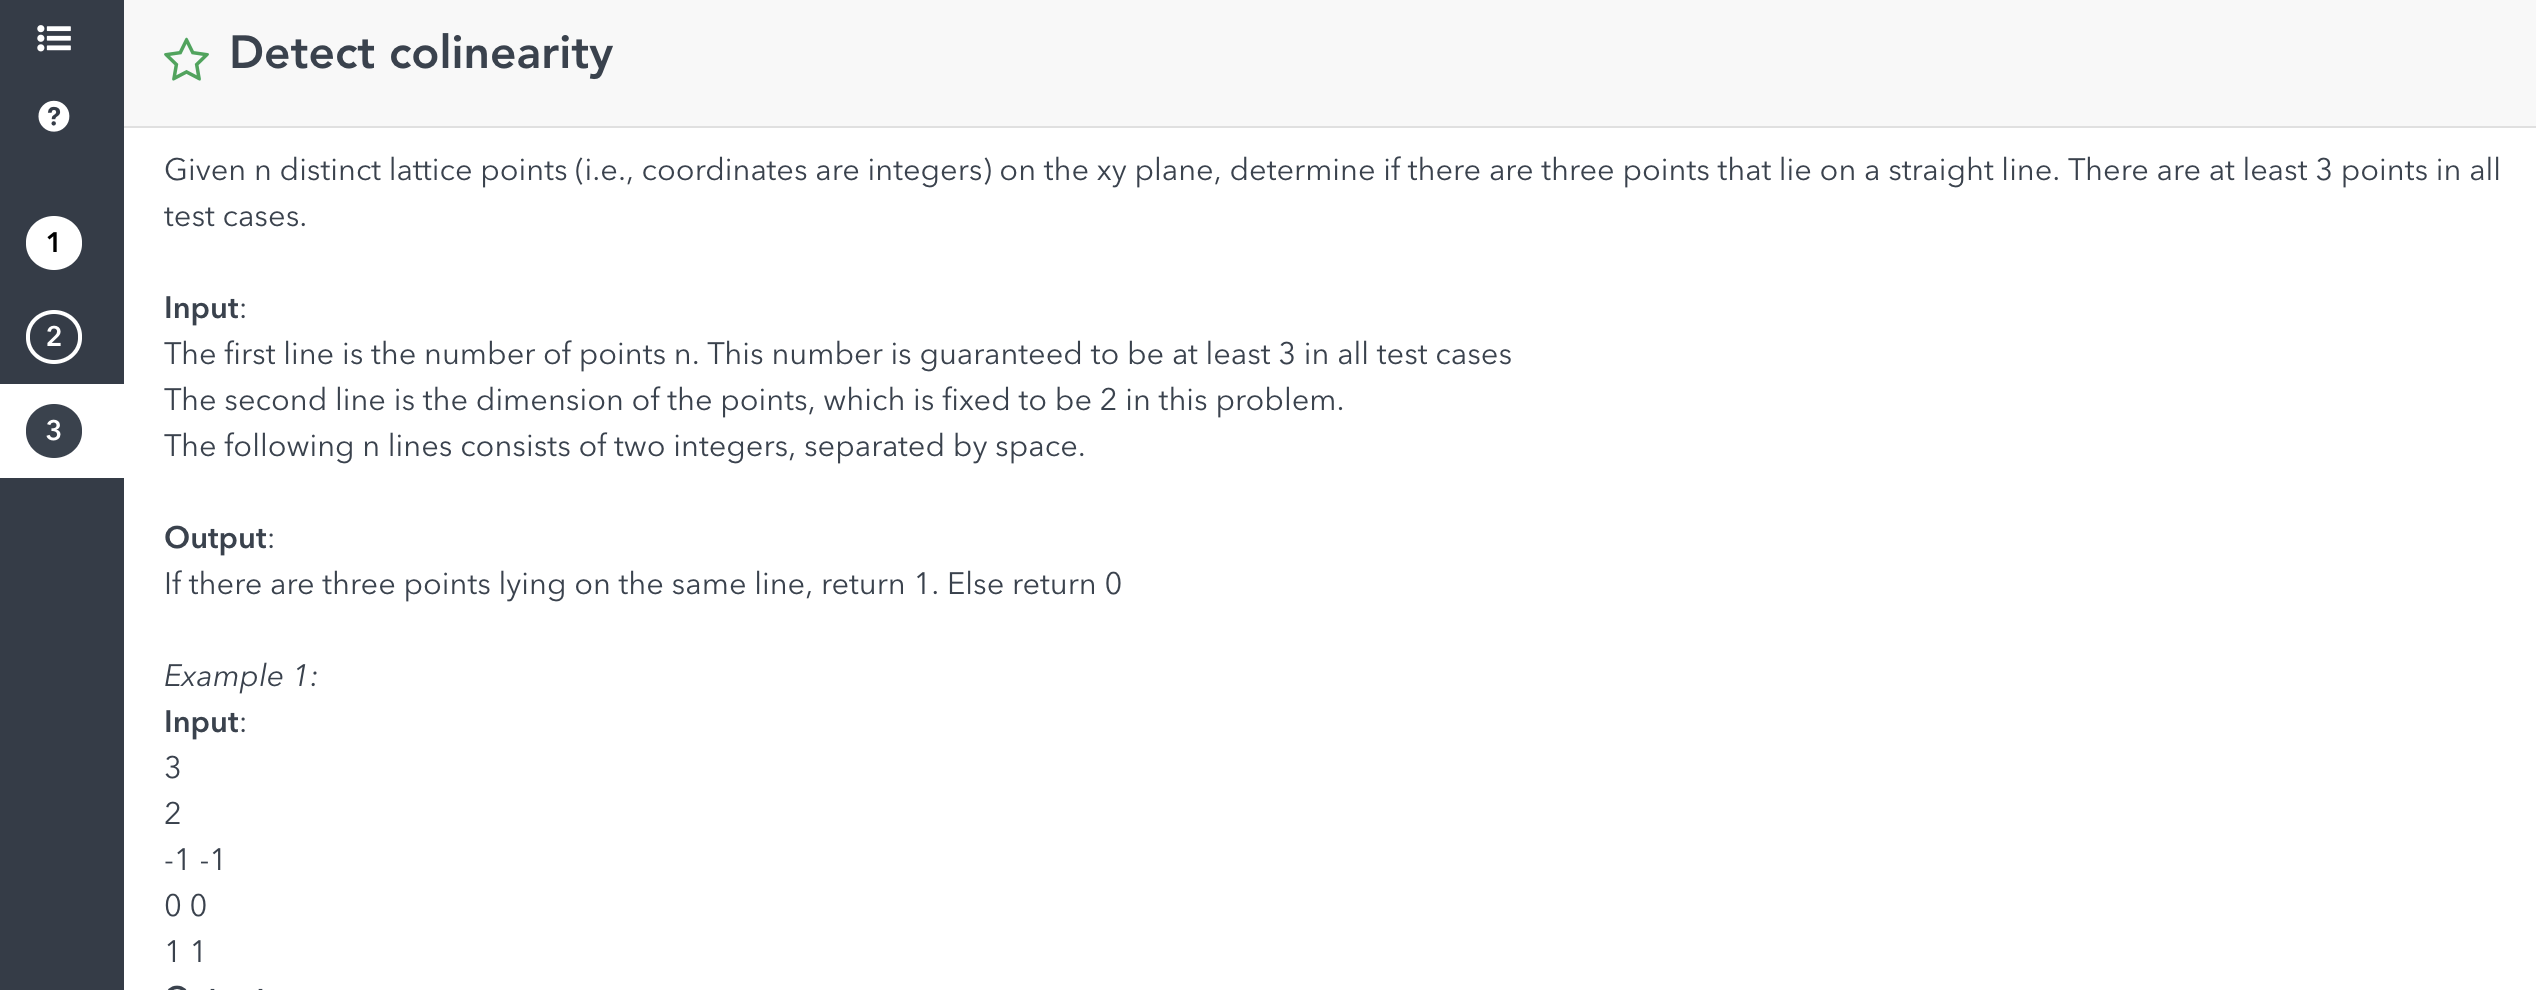 Detect colinearity
?
Given n distinct lattice points (i.e., coordinates are integers) on the xy plane, determine if there are three points that lie on a straight line. There are at least 3 points in all
test cases.
1
Input:
2
The first line is the number of points n. This number is guaranteed to be at least 3 in all test cases
The second line is the dimension of the points, which is fixed to be 2 in this problem.
3
The following n lines consists of two integers, separated by space.
Output:
If there are three points lying on the same line, return 1. Else return 0
Example 1:
Input:
3
2
-1 -1
0 0
1 1